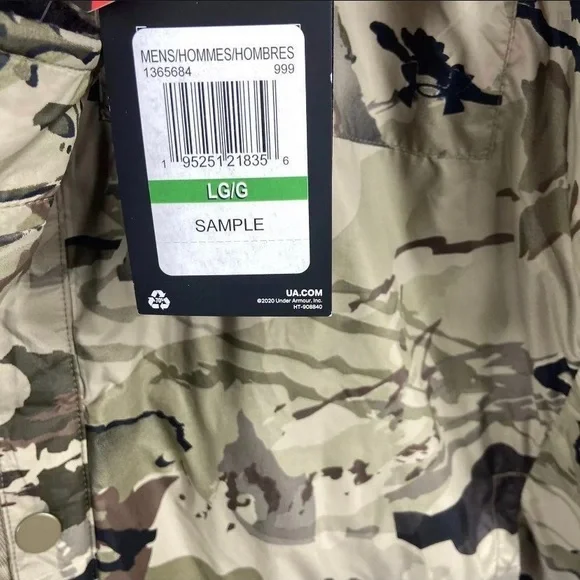 MENS/HOMMES/HOMBRES
1365684 999
1 95251 21835 6
LG/G
SAMPLE
UA.COM
©2020 Under Armour, Inc.
HT-908840